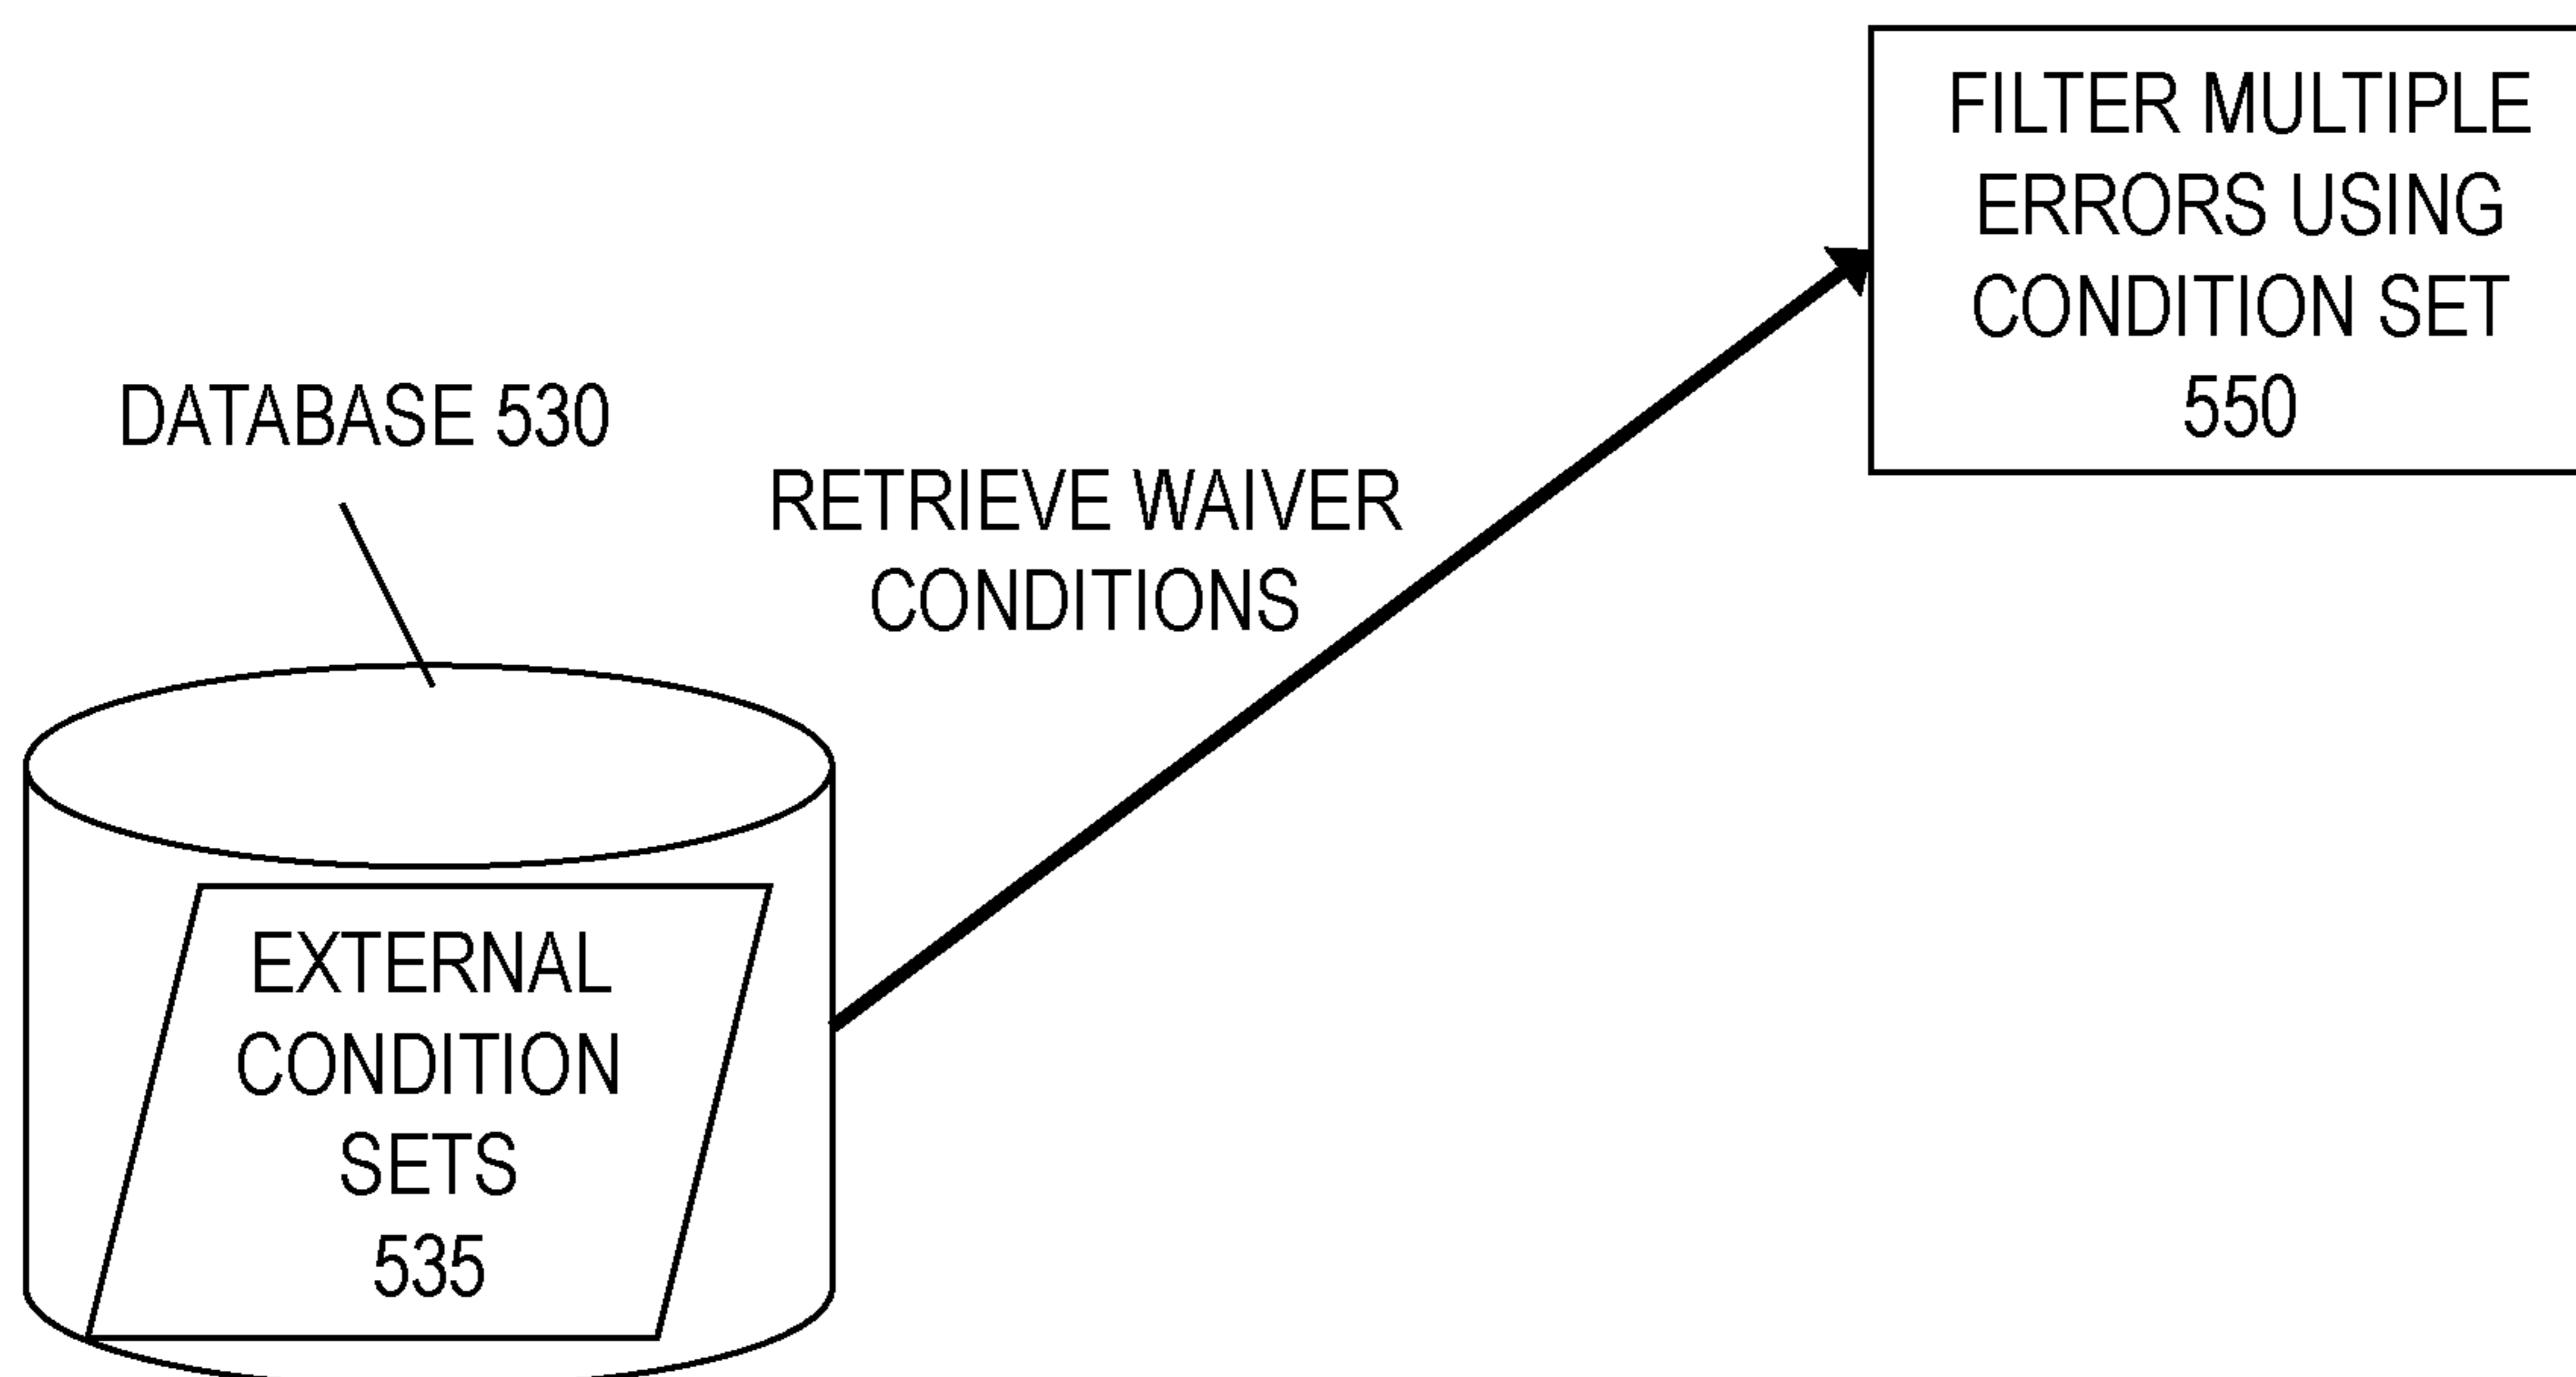 FILTER MULTIPLE
ERRORS USING
CONDITION SET
550
DATABASE 530
RETRIEVE WAIVER
CONDITIONS
EXTERNAL
CONDITION
SETS
535